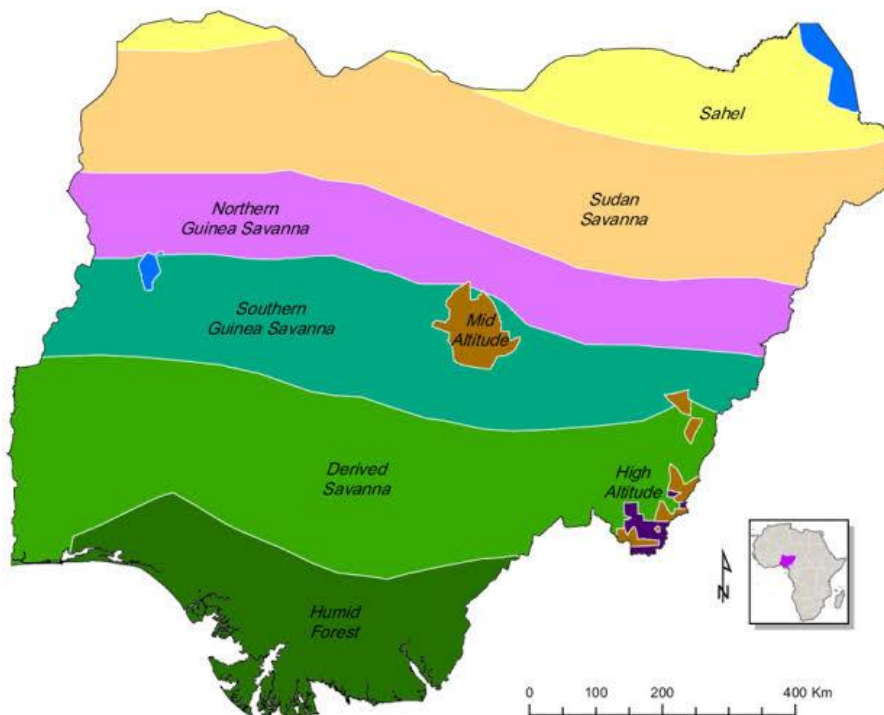 Sahel
Sudan
Savanna
Northern
Guinea Savanna
Southern
Guinea Savanna
Mid
Altitude
Derived
Savanna
High
Altitude
Humid
Forest
N
0 100 200 400 Km